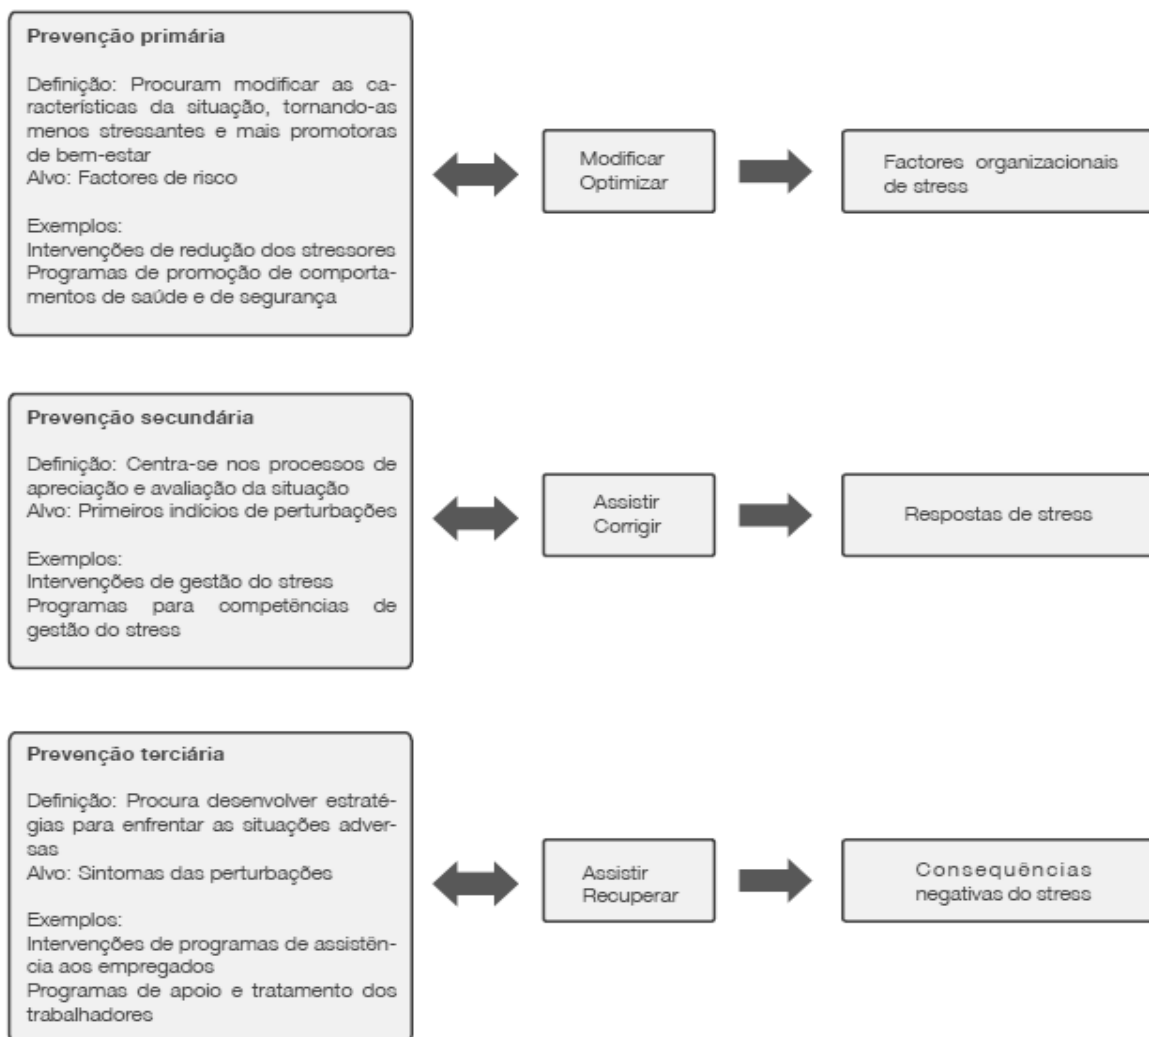 Prevenção primária
Definição: Procuram modificar as ca-
racterísticas da situação, tornando-as
menos stressantes e mais promotoras
de bem-estar
Alvo: Factores de risco
Exemplos:
Intervenções de redução dos stressores
Programas de promoção de comporta-
mentos de saúde e de segurança
Modificar
Optimizar
Factores organizacionais
de stress
Prevenção secundária
Definição: Centra-se nos processos de
apreciação e avaliação da situação
Alvo: Primeiros indícios de perturbações
Exemplos:
Intervenções de gestão do stress
Programas para competências de
gestão do stress
Assistir
Corrigir
Respostas de stress
Prevenção terciária
Definição: Procura desenvolver estraté-
gias para enfrentar as situações adver-
sas
Alvo: Sintomas das perturbações
Exemplos:
Intervenções de programas de assistên-
cia aos empregados
Programas de apoio e tratamento dos
trabalhadores
Assistir
Recuperar
Consequências
negativas do stress